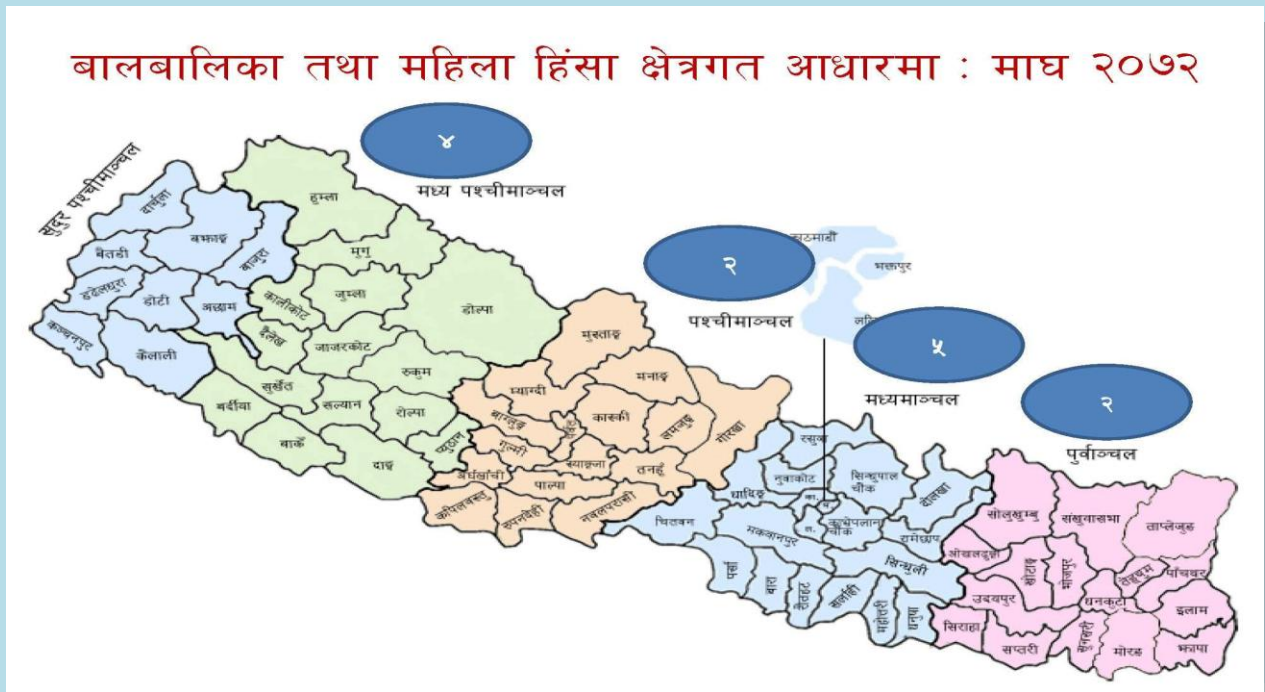 बालबालिका तथा महिला हिंसा क्षेत्रगत आधारमा : माघ २०७२
सुदुर पश्चीमाञ्चल
४
मध्य पश्चीमाञ्चल
२
पश्चीमाञ्चल
५
मध्यमाञ्चल
२
पुर्वाञ्चल
दार्चुला
बैतडी
बझाङ्ग
बाजुरा
डडेलधुरा
डोटी
अछाम
कञ्चनपुर
कैलाली
हुम्ला
मुगु
जुम्ला
कालीकोट
डोल्पा
दैलेख
जाजरकोट
रुकुम
सुर्खेठ
सल्यान
रोल्पा
बर्दीया
बाकेँ
दाङ्ग
प्युठान
मुस्ताङ्ग
मनाङ्ग
म्याग्दी
बाग्लुङ्ग
कास्की
लमजुङ्ग
गोरखा
गुल्मी
स्याङ्जा
तनहूँ
अर्घखाँची
पाल्पा
कपिलवस्तु
रुपनदेही
नवलपरासी
भक्तपुर
रसुवा
नुवाकोट
सिन्धुपाल
चौक
धादिङ्ग
दोलखा
का.
भ.
ल.
काभ्रेपलान
चौक
चितवन
मकवानपुर
रामेछाप
सिन्धुली
पर्सा
बारा
रौतहट
सर्लाही
महोत्तरी
धनुषा
सोलुखुम्बु
संखुवासभा
ताप्लेजुङ
ओखलढुङ्गा
खोटाङ्ग
भोजपुर
तेह्रथुम
पाँचथर
उदयपुर
धनकुटा
इलाम
सिराहा
सप्तरी
सुनसरी
मोरङ
झापा